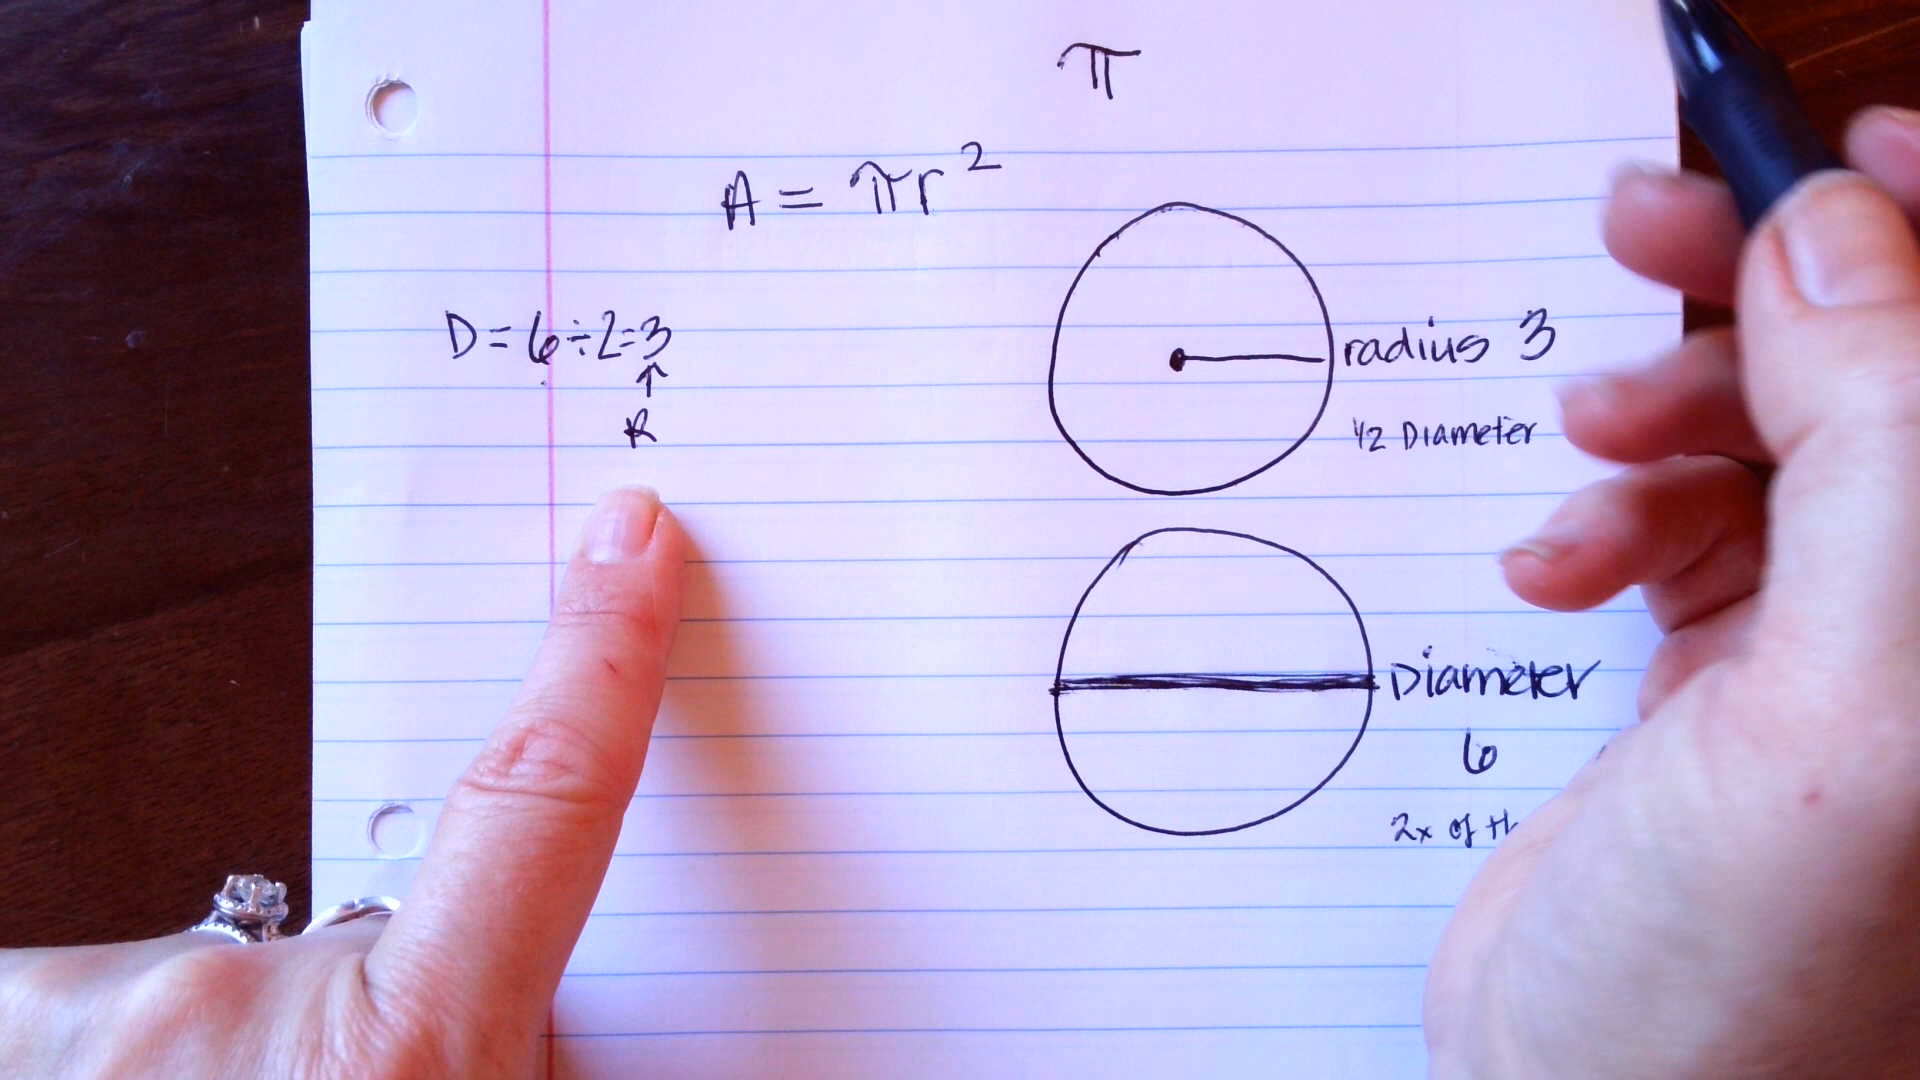 π
A = πr²
D = 6÷2=3
↑
R
radius 3
1/2 Diameter
Diameter
6
2x of